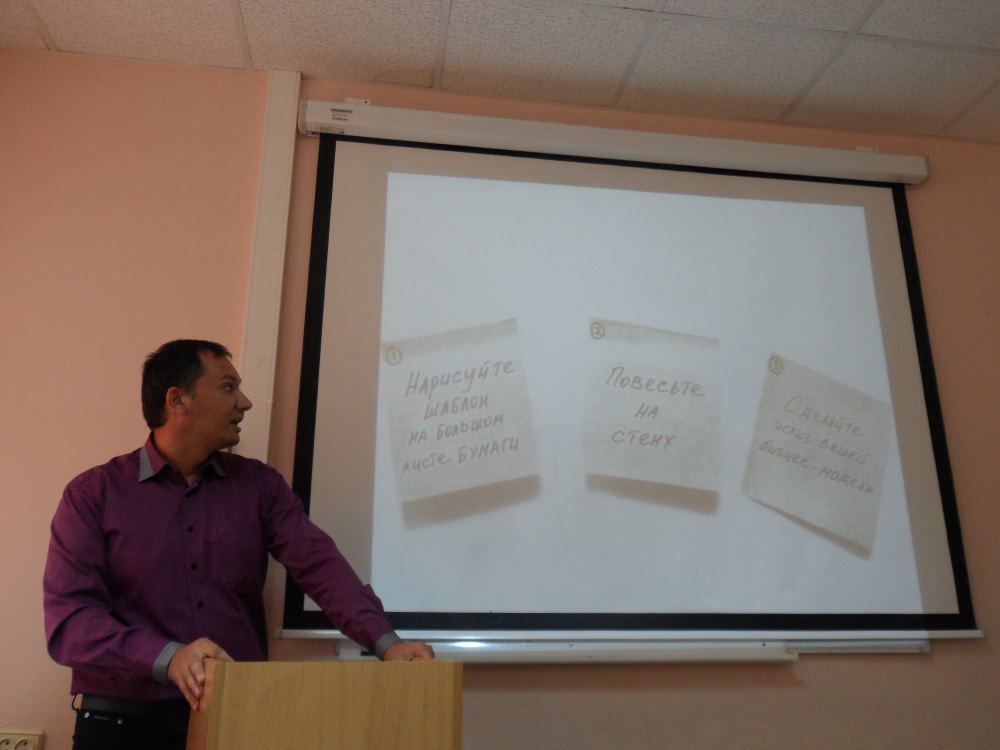 1
Нарисуйте
шаблон
на большом
листе БУМАГИ
2
Повесьте
на
стену
3
Сделайте
эскиз вашей
бизнес-модели